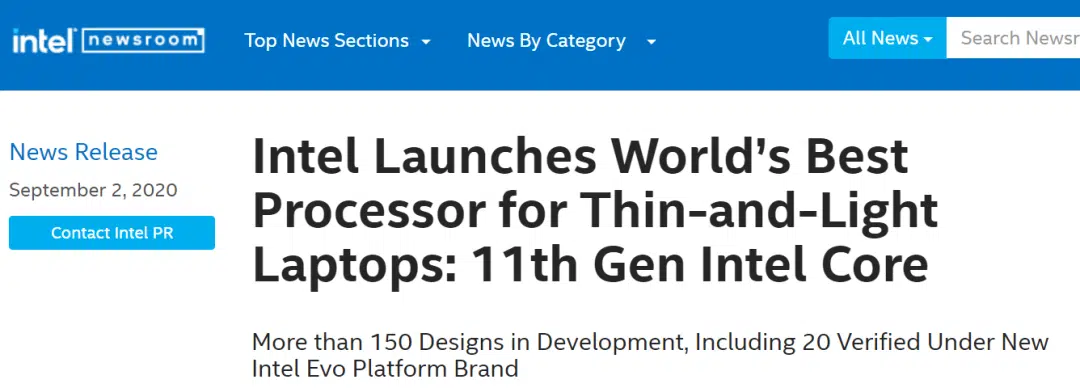 intel newsroom Top News Sections News By Category All News Search Newsr
News Release
September 2, 2020
Contact Intel PR
Intel Launches World's Best
Processor for Thin-and-Light
Laptops: 11th Gen Intel Core
More than 150 Designs in Development, Including 20 Verified Under New
Intel Evo Platform Brand